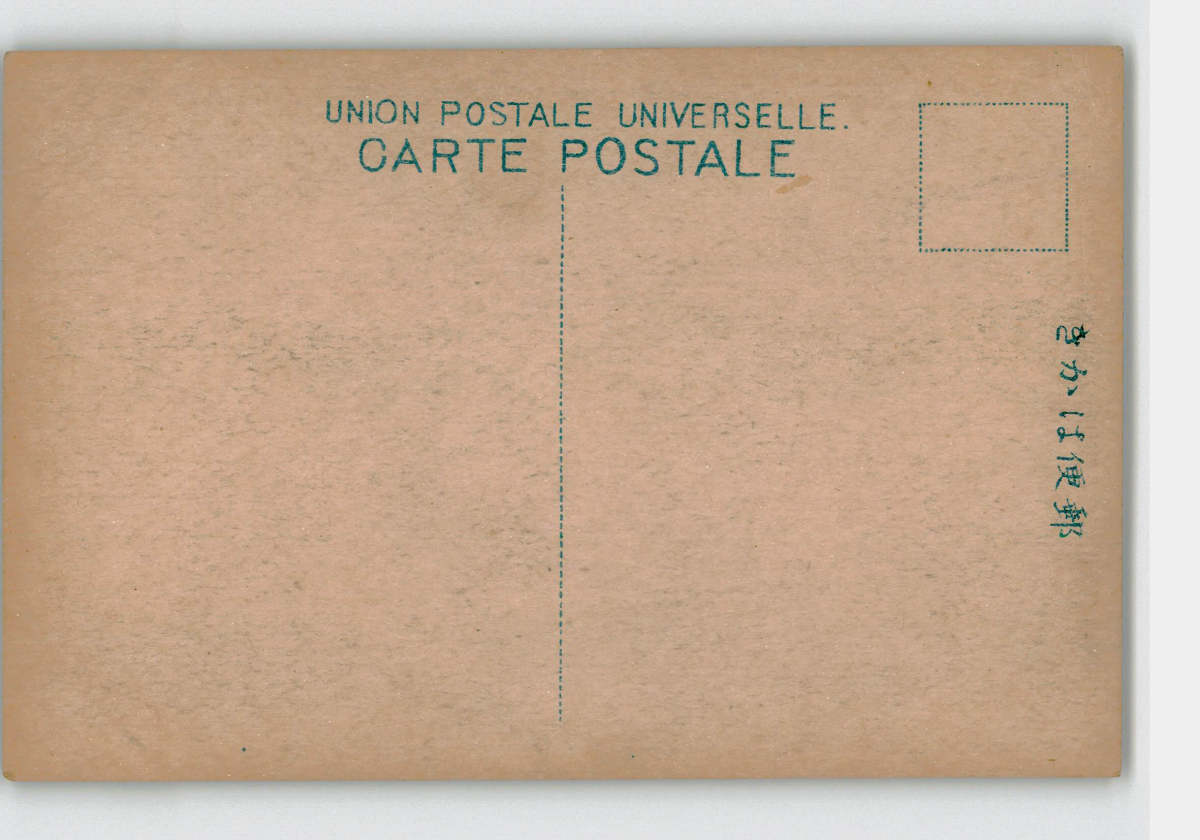 UNION POSTALE UNIVERSELLE.
CARTE POSTALE
郵便はかき